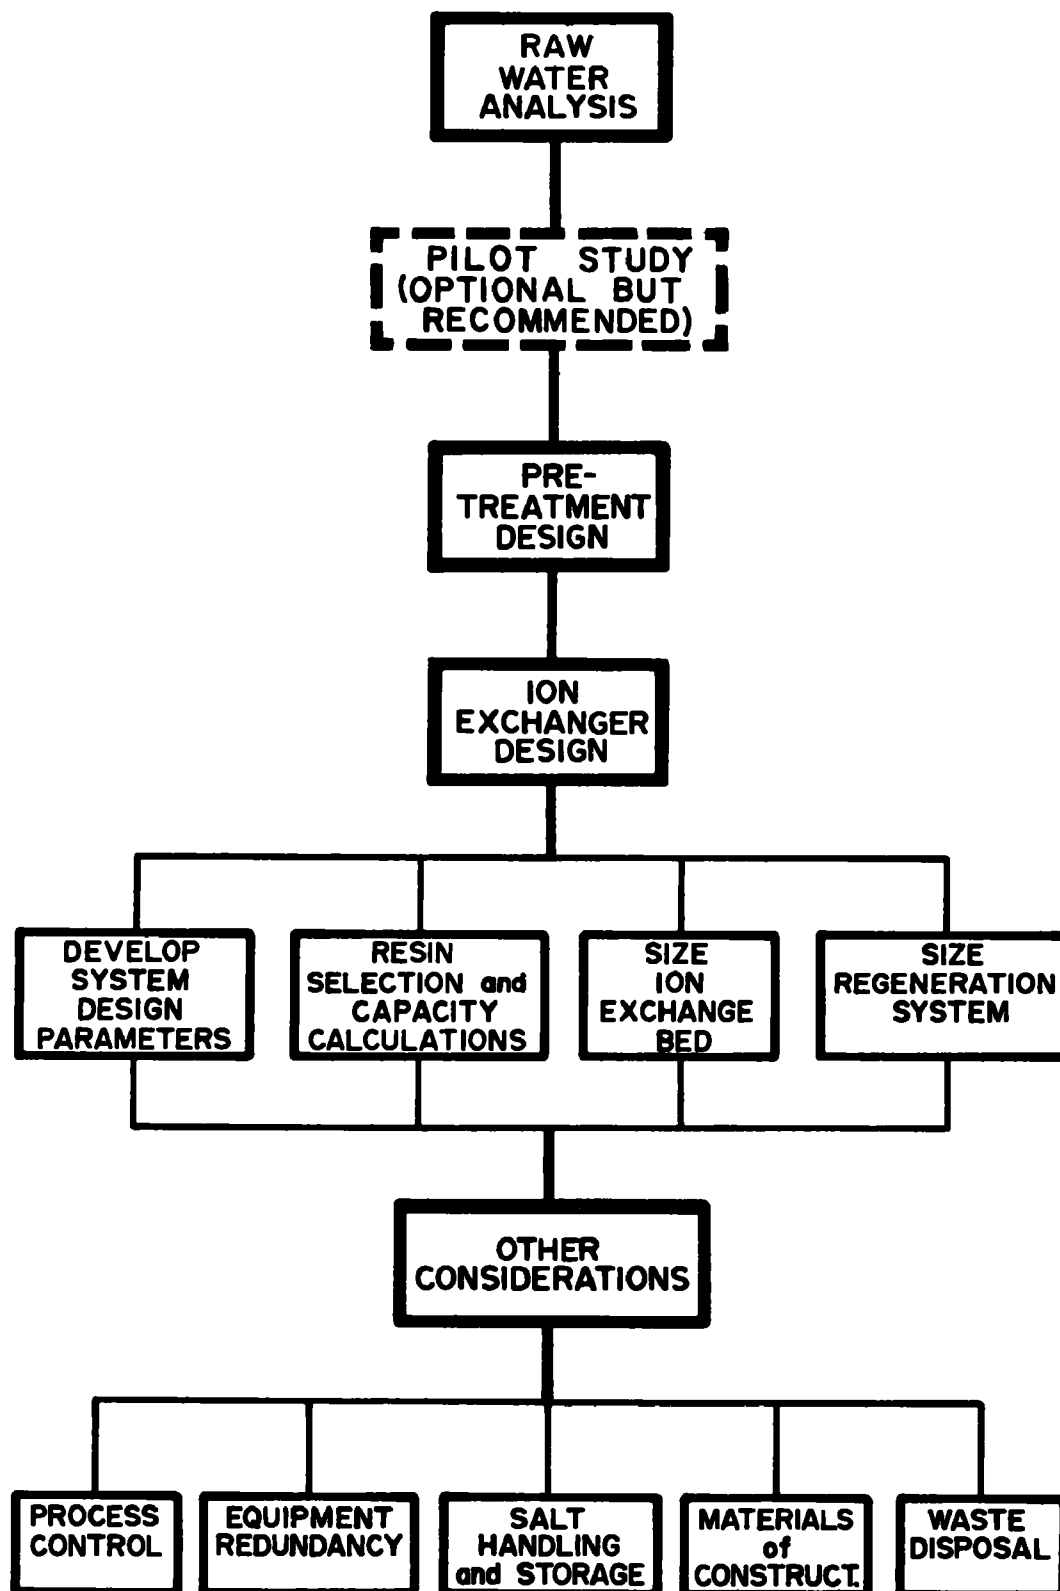 RAW
WATER
ANALYSIS
PILOT STUDY
(OPTIONAL BUT
RECOMMENDED)
PRE-
TREATMENT
DESIGN
ION
EXCHANGER
DESIGN
DEVELOP
SYSTEM
DESIGN
PARAMETERS
RESIN
SELECTION and
CAPACITY
CALCULATIONS
SIZE
ION
EXCHANGE
BED
SIZE
REGENERATION
SYSTEM
OTHER
CONSIDERATIONS
PROCESS
CONTROL
EQUIPMENT
REDUNDANCY
SALT
HANDLING
and STORAGE
MATERIALS
of
CONSTRUCT.
WASTE
DISPOSAL